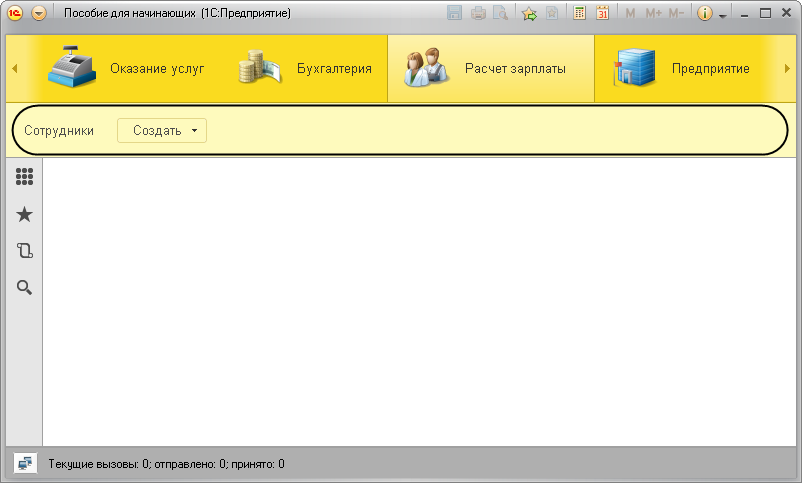 Пособие для начинающих (1С:Предприятие)
31 M M+ M-
Оказание услуг Бухгалтерия Расчет зарплаты Предприятие
Сотрудники Создать
Текущие вызовы: 0; отправлено: 0; принято: 0